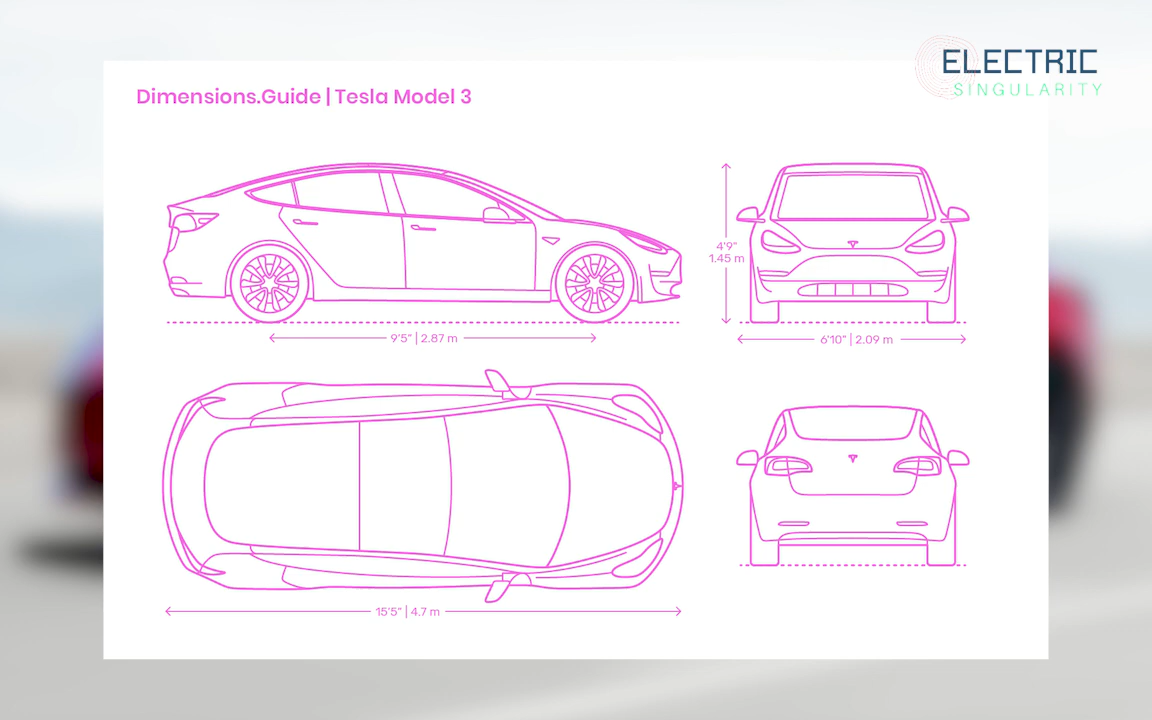 ELECTRIC
SINGULARITY
Dimensions.Guide | Tesla Model 3
4'9"
1.45 m
9'5" | 2.87 m
6'10" | 2.09 m
15'5" | 4.7 m